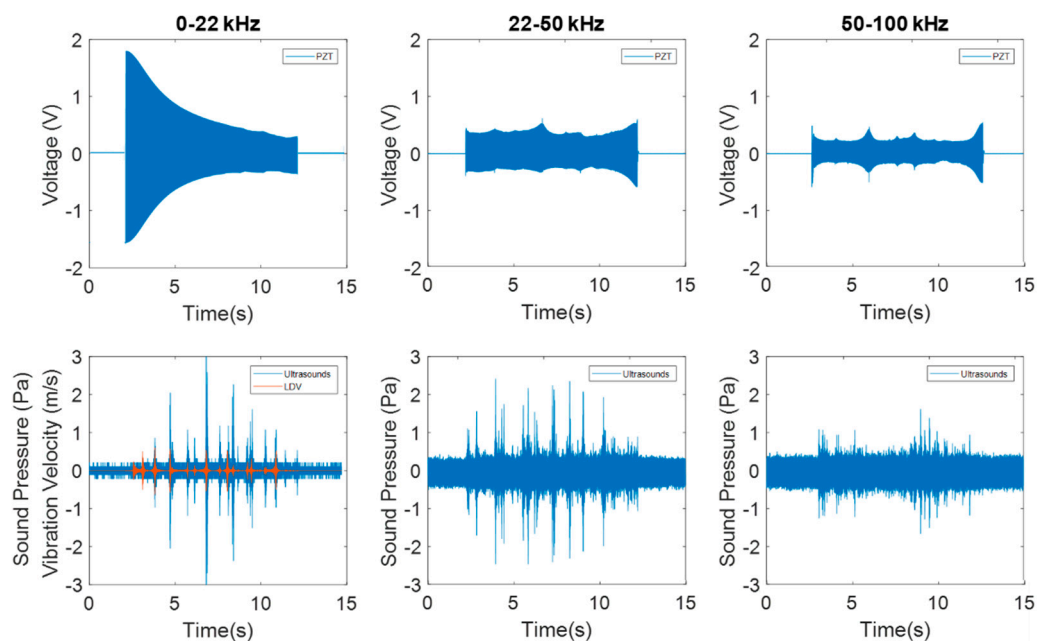 0-22 kHz
22-50 kHz
50-100 kHz
2
1
0
-1
-2
Voltage (V)
PZT
0
5
10
15
Time(s)
2
1
0
-1
-2
Voltage (V)
PZT
0
5
10
15
Time(s)
2
1
0
-1
-2
Voltage (V)
PZT
0
5
10
15
Time(s)
3
2
1
0
-1
-2
-3
Sound Pressure (Pa)
Vibration Velocity (m/s)
Ultrasounds
LDV
0
5
10
15
Time(s)
3
2
1
0
-1
-2
-3
Sound Pressure (Pa)
Ultrasounds
0
5
10
15
Time(s)
3
2
1
0
-1
-2
-3
Sound Pressure (Pa)
Ultrasounds
0
5
10
15
Time(s)